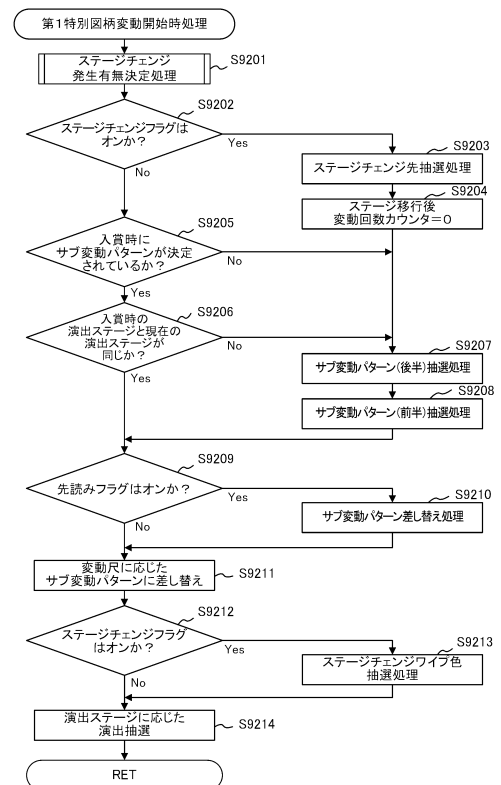 第1特別図柄変動開始時処理
ステージチェンジ
発生有無決定処理
S9201
S9202
ステージチェンジフラグは
オンか?
Yes
No
S9203
ステージチェンジ先抽選処理
S9204
ステージ移行後
変動回数カウンタ=0
S9205
入賞時に
サブ変動パターンが決定
されているか?
No
Yes
S9206
入賞時の
演出ステージと現在の
演出ステージが
同じか?
No
Yes
S9207
サブ変動パターン(後半)抽選処理
S9208
サブ変動パターン(前半)抽選処理
S9209
先読みフラグはオンか?
Yes
No
S9210
サブ変動パターン差し替え処理
変動尺に応じた
サブ変動パターンに差し替え
S9211
S9212
ステージチェンジフラグ
はオンか?
Yes
No
S9213
ステージチェンジワイプ色
抽選処理
演出ステージに応じた
演出抽選
S9214
RET